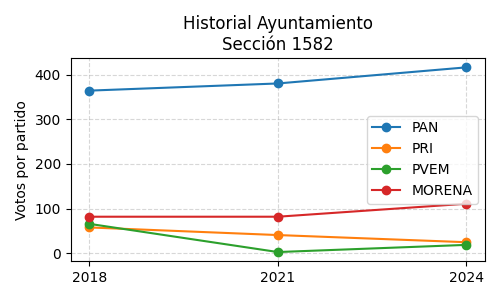 Historial Ayuntamiento
Sección 1582
Votos por partido
400
300
200
100
0
PAN
PRI
PVEM
MORENA
2018
2021
2024